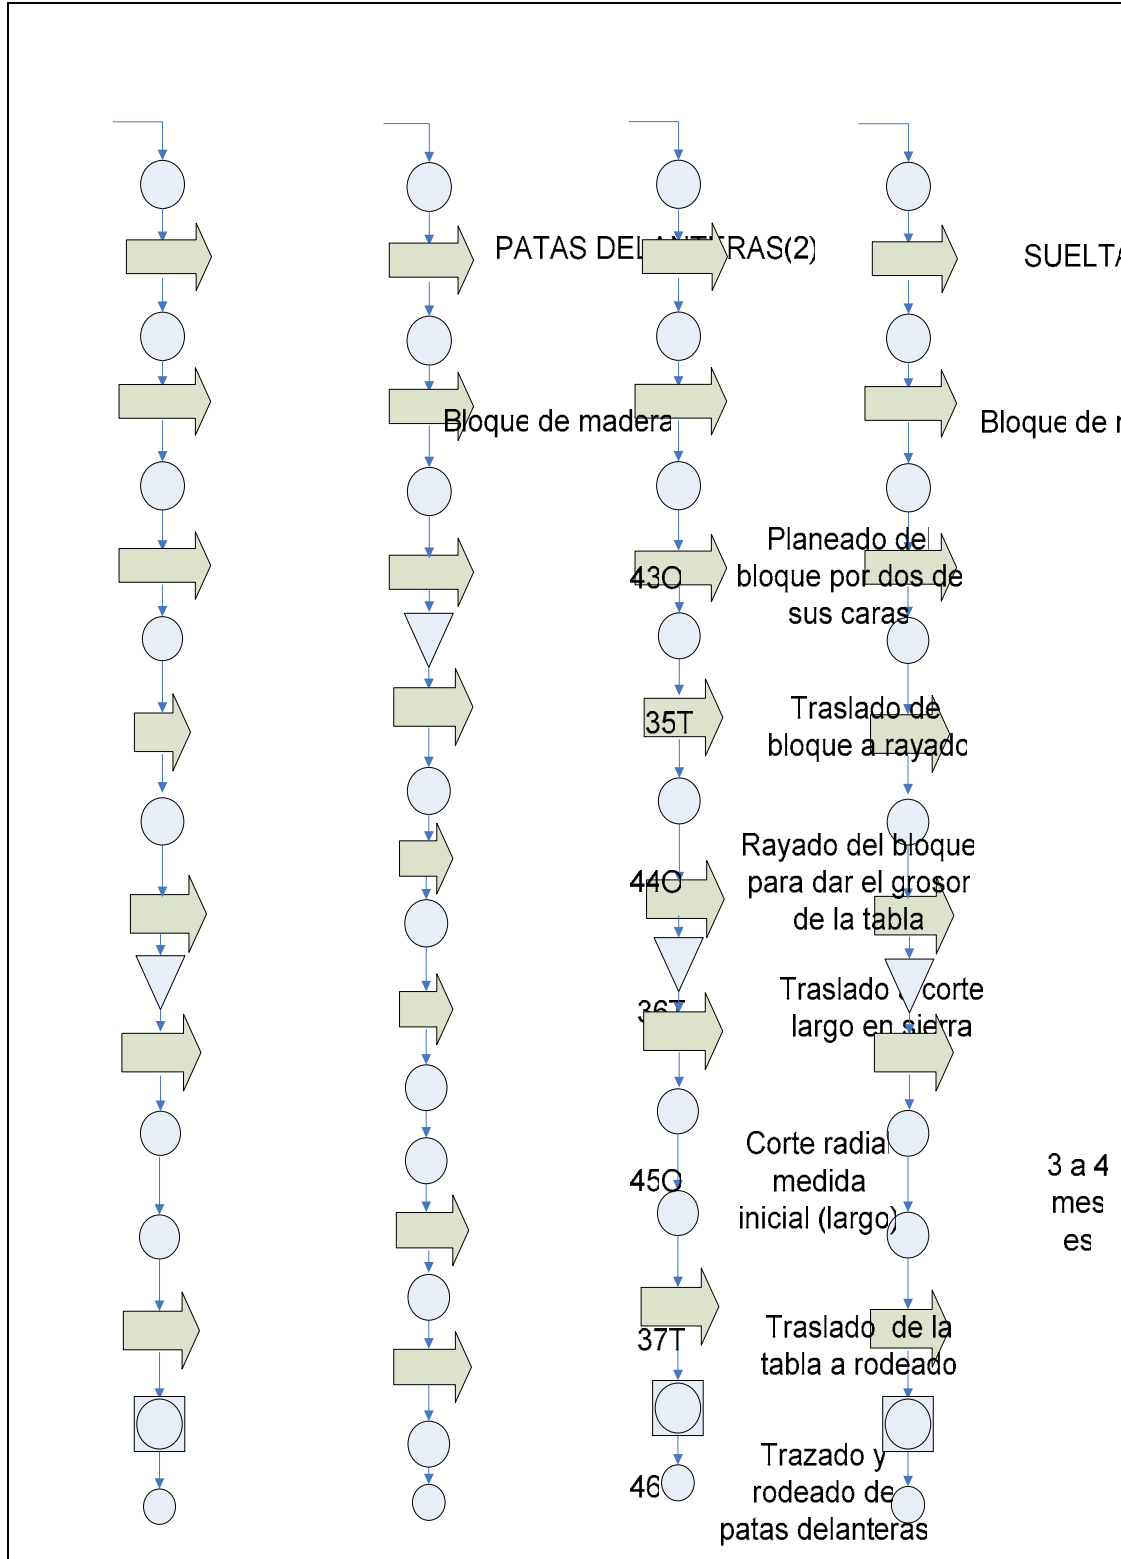 PATAS DELANTERAS(2)
SUELTA
Bloque de madera
Bloque de
43O
Planeado del
bloque por dos de
sus caras
35T
Traslado de
bloque a rayado
44O
Rayado del bloque
para dar el grosor
de la tabla
36T
Traslado a corte
largo en sierra
45O
Corte radial
medida
inicial (largo)
3 a 4
mes
es
37T
Traslado de la
tabla a rodeado
46
Trazado y
rodeado de
patas delanteras